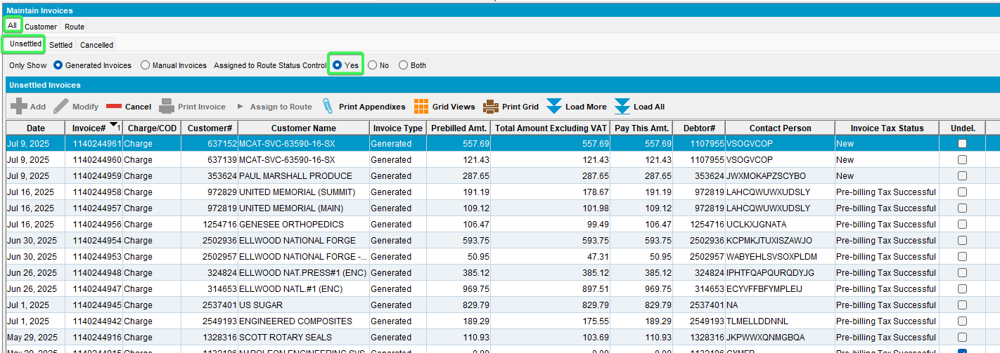 Maintain Invoices
All Customer Route
Unsettled Settled Cancelled
Only Show Generated Invoices Manual Invoices Assigned to Route Status Control Yes No Both
Unsettled Invoices
Add Modify Cancel Print Invoice Assign to Route Print Appendixes Grid Views Print Grid Load More Load All
Date Invoice# 1 Charge/COD Customer# Customer Name Invoice Type Prebilled Amt. Total Amount Excluding VAT Pay This Amt. Debtor# Contact Person Invoice Tax Status Undel.
Jul 9, 2025 1140244961 Charge 637152 MCAT-SVC-63590-16-SX Generated 557.69 557.69 557.69 1107955 VSOGVCOP New
Jul 9, 2025 1140244960 Charge 637139 MCAT-SVC-63590-16-SX Generated 121.43 121.43 121.43 1107955 VSOGVCOP New
Jul 9, 2025 1140244959 Charge 353624 PAUL MARSHALL PRODUCE Generated 287.65 287.65 287.65 353624 JWXMOKAPZSCYBO New
Jul 16, 2025 1140244958 Charge 972829 UNITED MEMORIAL (SUMMIT) Generated 191.19 178.67 191.19 972819 LAHCQWUWXUDSLY Pre-billing Tax Successful
Jul 16, 2025 1140244957 Charge 972819 UNITED MEMORIAL (MAIN) Generated 109.12 101.98 109.12 972819 LAHCQWUWXUDSLY Pre-billing Tax Successful
Jul 16, 2025 1140244956 Charge 1254716 GENESEE ORTHOPEDICS Generated 106.47 99.49 106.47 1254716 UCLKXJGNATA Pre-billing Tax Successful
Jun 30, 2025 1140244954 Charge 2502936 ELLWOOD NATIONAL FORGE Generated 593.75 593.75 593.75 2502936 KCPMKJTUXISZAWJO Pre-billing Tax Successful
Jun 30, 2025 1140244953 Charge 2502957 ELLWOOD NATIONAL FORGE -... Generated 50.95 47.31 50.95 2502957 WABYEHLSVSOXPLDM Pre-billing Tax Successful
Jun 26, 2025 1140244948 Charge 324824 ELLWOOD NAT.PRESS#1 (ENC) Generated 385.12 385.12 385.12 324824 IPHTFQAPQURQDYJG Pre-billing Tax Successful
Jun 26, 2025 1140244947 Charge 314653 ELLWOOD NATL.#1 (ENC) Generated 969.75 897.51 969.75 314653 ECYVFFBFYMPLEIJ Pre-billing Tax Successful
Jul 1, 2025 1140244945 Charge 2537401 US SUGAR Generated 829.79 829.79 829.79 2537401 NA Pre-billing Tax Successful
Jul 1, 2025 1140244942 Charge 2549193 ENGINEERED COMPOSITES Generated 189.29 175.55 189.29 2549193 TLMELLDDNNL Pre-billing Tax Successful
May 29, 2025 1140244916 Charge 1328316 SCOTT ROTARY SEALS Generated 110.93 103.69 110.93 1328316 JKPWWXQNMGBQA Pre-billing Tax Successful